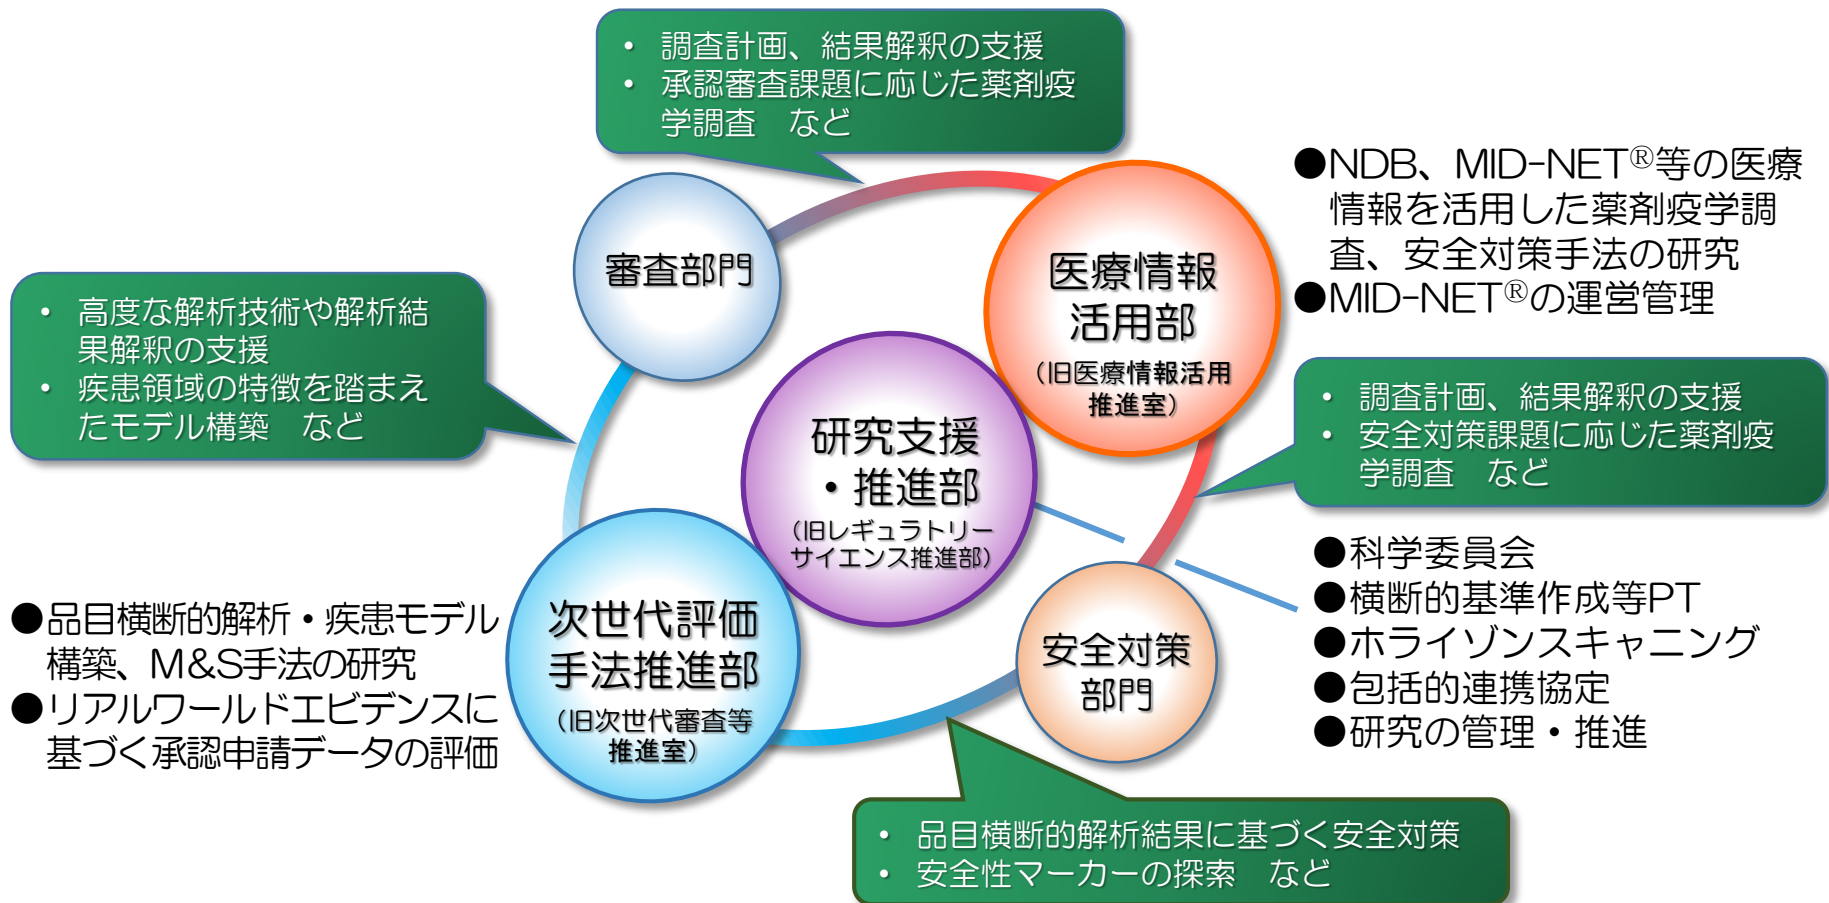 ・ 調査計画、結果解釈の支援
・ 承認審査課題に応じた薬剤疫
学調査　など
●NDB、MID-NET®等の医療
情報を活用した薬剤疫学調
査、安全対策手法の研究
●MID-NET®の運営管理
審査部門
医療情報
活用部
（旧医療情報活用
推進室）
・ 高度な解析技術や解析結
果解釈の支援
・ 疾患領域の特徴を踏まえ
たモデル構築　など
・ 調査計画、結果解釈の支援
・ 安全対策課題に応じた薬剤疫
学調査　など
研究支援
・推進部
（旧レギュラトリー
サイエンス推進部）
●科学委員会
●横断的基準作成等PT
●ホライゾンスキャニング
●包括的連携協定
●研究の管理・推進
●品目横断的解析・疾患モデル
構築、M&S手法の研究
●リアルワールドエビデンスに
基づく承認申請データの評価
次世代評価
手法推進部
（旧次世代審査等
推進室）
安全対策
部門
・ 品目横断的解析結果に基づく安全対策
・ 安全性マーカーの探索　など